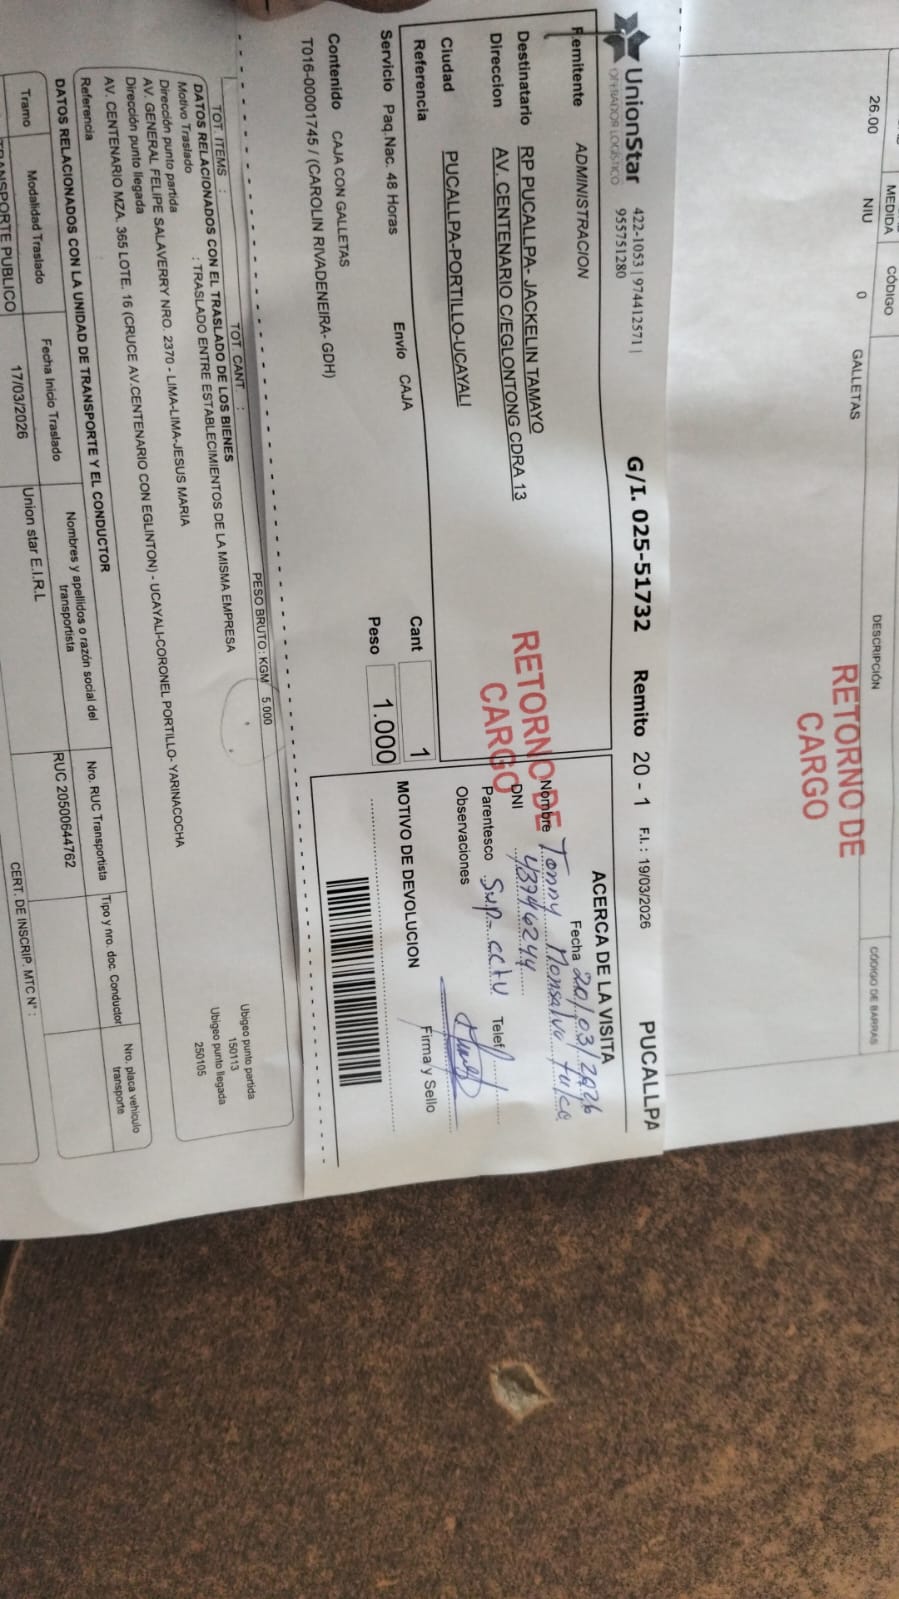 MEDIDA
CÓDIGO
DESCRIPCIÓN
CÓDIGO DE BARRAS
26.00
NIU
0
GALLETAS
RETORNO DE
CARGO
UnionStar
OPERADOR LOGÍSTICO
422-1053 | 974412571 |
955751280
G/I. 025-51732
Remito 20 - 1
F.I.: 19/03/2026
PUCALLPA
Remitente ADMINISTRACION
Destinatario RP PUCALLPA- JACKELIN TAMAYO
Direccion AV. CENTENARIO C/EGLONTONG CDRA 13
Ciudad PUCALLPA-PORTILLO-UCAYALI
Referencia
Servicio Paq.Nac. 48 Horas
Envio CAJA
Cant 1
Peso 1.000
Contenido CAJA CON GALLETAS
T016-00001745 / (CAROLIN RIVADENEIRA- GDH)
RETORNO DE
CARGO
ACERCA DE LA VISITA
Fecha 20/03/2026
Nombre Tonny Monsalve
DNI 43746244
Parentesco Sup-
Telef
Observaciones
MOTIVO DE DEVOLUCION
Firma y Sello
TOT. ITEMS :
TOT. CANT :
PESO BRUTO: KGM 5.000
DATOS RELACIONADOS CON EL TRASLADO DE LOS BIENES
Motivo Traslado : TRASLADO ENTRE ESTABLECIMIENTOS DE LA MISMA EMPRESA
Dirección punto partida
AV. GENERAL FELIPE SALAVERRY NRO. 2370 - LIMA-LIMA-JESUS MARIA
Dirección punto llegada
AV. CENTENARIO MZA. 365 LOTE. 16 (CRUCE AV.CENTENARIO CON EGLINTON) - UCAYALI-CORONEL PORTILLO- YARINACOCHA
Referencia
Ubigeo punto partida
150113
Ubigeo punto llegada
250105
DATOS RELACIONADOS CON LA UNIDAD DE TRANSPORTE Y EL CONDUCTOR
Tramo
Modalidad Traslado
Fecha Inicio Traslado
Nombres y apellidos o razón social del
transportista
Nro. RUC Transportista
Tipo y nro. doc. Conductor
Nro. placa vehiculo
transporte
TRANSPORTE PUBLICO
17/03/2026
Union star E.I.R.L
RUC 20500644762
CERT. DE INSCRIP. MTC N° :